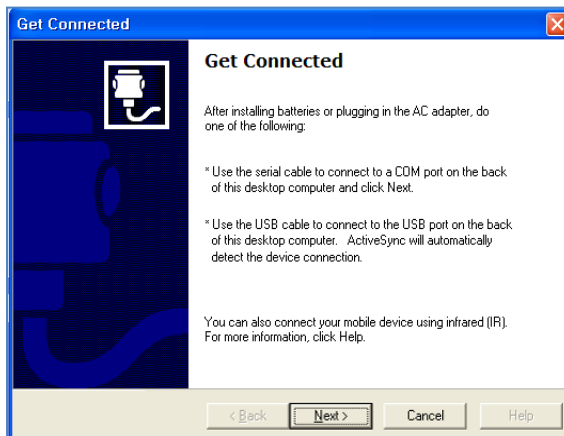 Get Connected
Get Connected
After installing batteries or plugging in the AC adapter, do
one of the following:
* Use the serial cable to connect to a COM port on the back
of this desktop computer and click Next.
* Use the USB cable to connect to the USB port on the back
of this desktop computer.   ActiveSync will automatically
detect the device connection.
You can also connect your mobile device using infrared (IR).
For more information, click Help.
< Back Next > Cancel Help